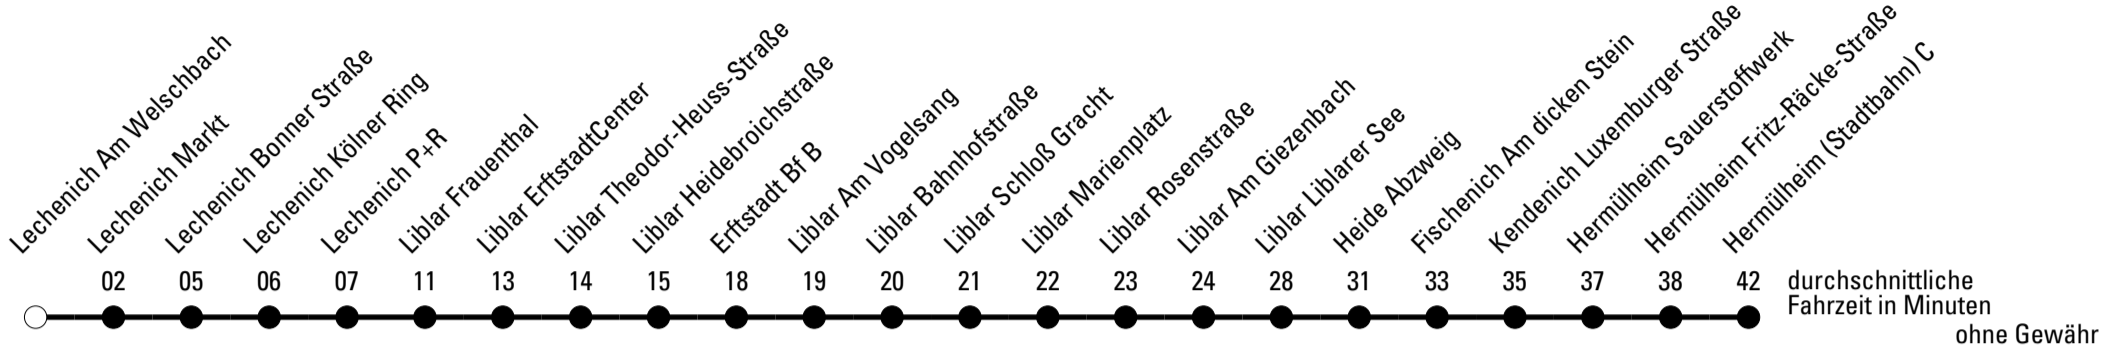 Lechenich Am Welschbach
Lechenich Markt
Lechenich Bonner Straße
Lechenich Kölner Ring
Lechenich P+R
Liblar Frauenthal
Liblar ErftstadtCenter
Liblar Theodor-Heuss-Straße
Liblar Heidebroichstraße
Erftstadt Bf B
Liblar Am Vogelsang
Liblar Bahnhofstraße
Liblar Schloß Gracht
Liblar Marienplatz
Liblar Rosenstraße
Liblar Am Giezenbach
Liblar Liblarer See
Heide Abzweig
Fischenich Am dicken Stein
Kendenich Luxemburger Straße
Hermülheim Sauerstoffwerk
Hermülheim Fritz-Räcke-Straße
Hermülheim (Stadtbahn) C
02 05 06 07 11 13 14 15 18 19 20 21 22 23 24 28 31 33 35 37 38 42 durchschnittliche
Fahrzeit in Minuten
ohne Gewähr